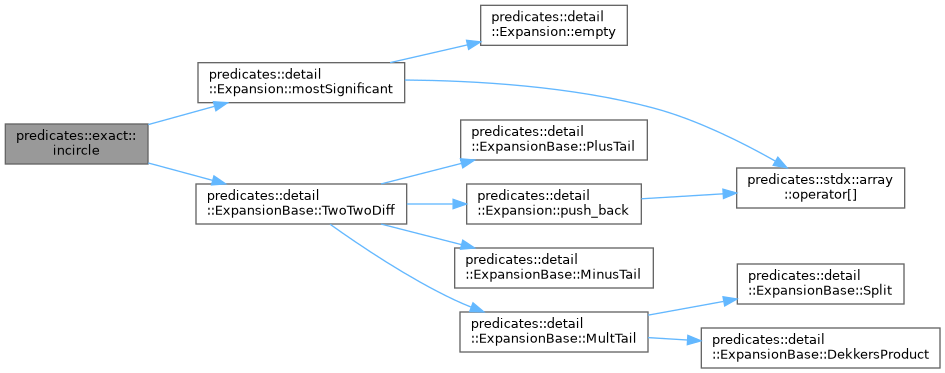 predicates::exact::
incircle
predicates::detail
::Expansion::mostSignificant
predicates::detail
::Expansion::empty
predicates::stdx::array
::operator[]
predicates::detail
::ExpansionBase::TwoTwoDiff
predicates::detail
::ExpansionBase::PlusTail
predicates::detail
::Expansion::push_back
predicates::detail
::ExpansionBase::MinusTail
predicates::detail
::ExpansionBase::MultTail
predicates::detail
::ExpansionBase::Split
predicates::detail
::ExpansionBase::DekkersProduct